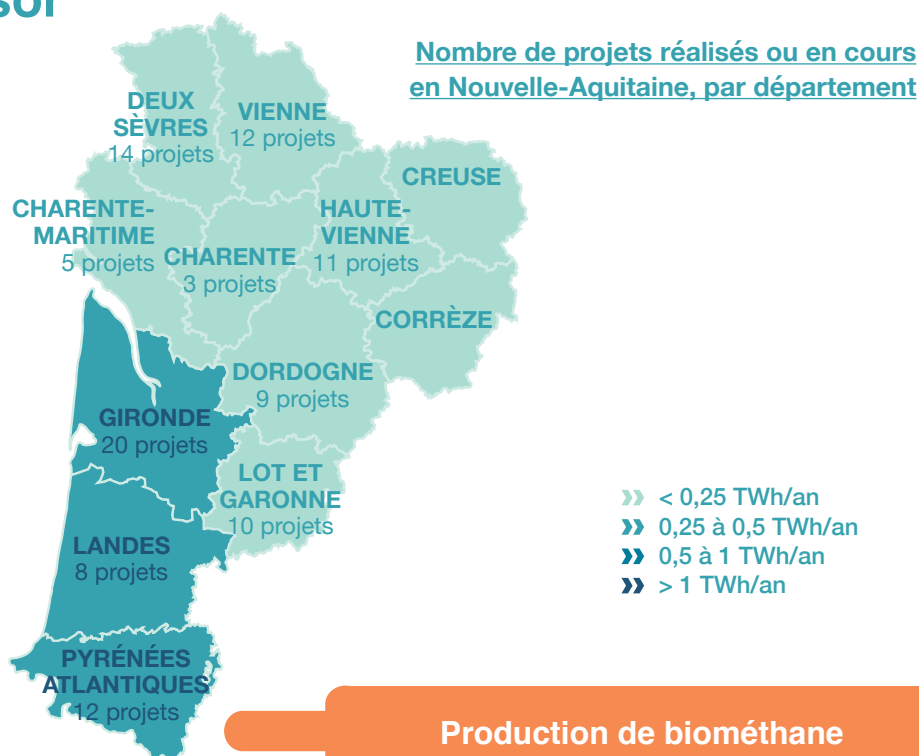 Nombre de projets réalisés ou en cours
en Nouvelle-Aquitaine, par département
DEUX
SÈVRES
14 projets
VIENNE
12 projets
CREUSE
CHARENTE-
MARITIME
5 projets
CHARENTE
3 projets
HAUTE-
VIENNE
11 projets
CORRÈZE
DORDOGNE
9 projets
GIRONDE
20 projets
LOT ET
GARONNE
10 projets
LANDES
8 projets
PYRÉNÉES
ATLANTIQUES
12 projets
< 0,25 TWh/an
0,25 à 0,5 TWh/an
0,5 à 1 TWh/an
> 1 TWh/an
Production de biométhane